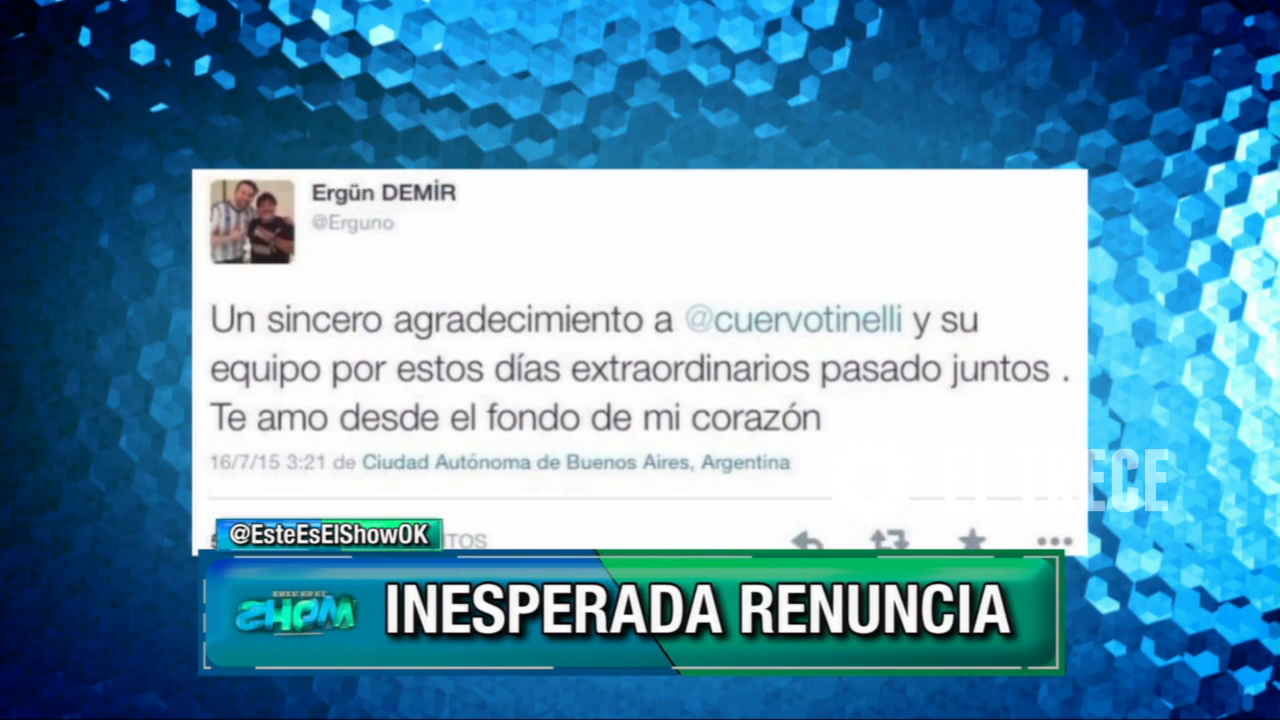 Ergün DEMİR
@Erguno
Un sincero agradecimiento a @cuervotinelli y su
equipo por estos días extraordinarios pasado juntos .
Te amo desde el fondo de mi corazón
16/7/15 3:21 de Ciudad Autónoma de Buenos Aires, Argentina
@EsteEsElShowOK
SHOW
INESPERADA RENUNCIA